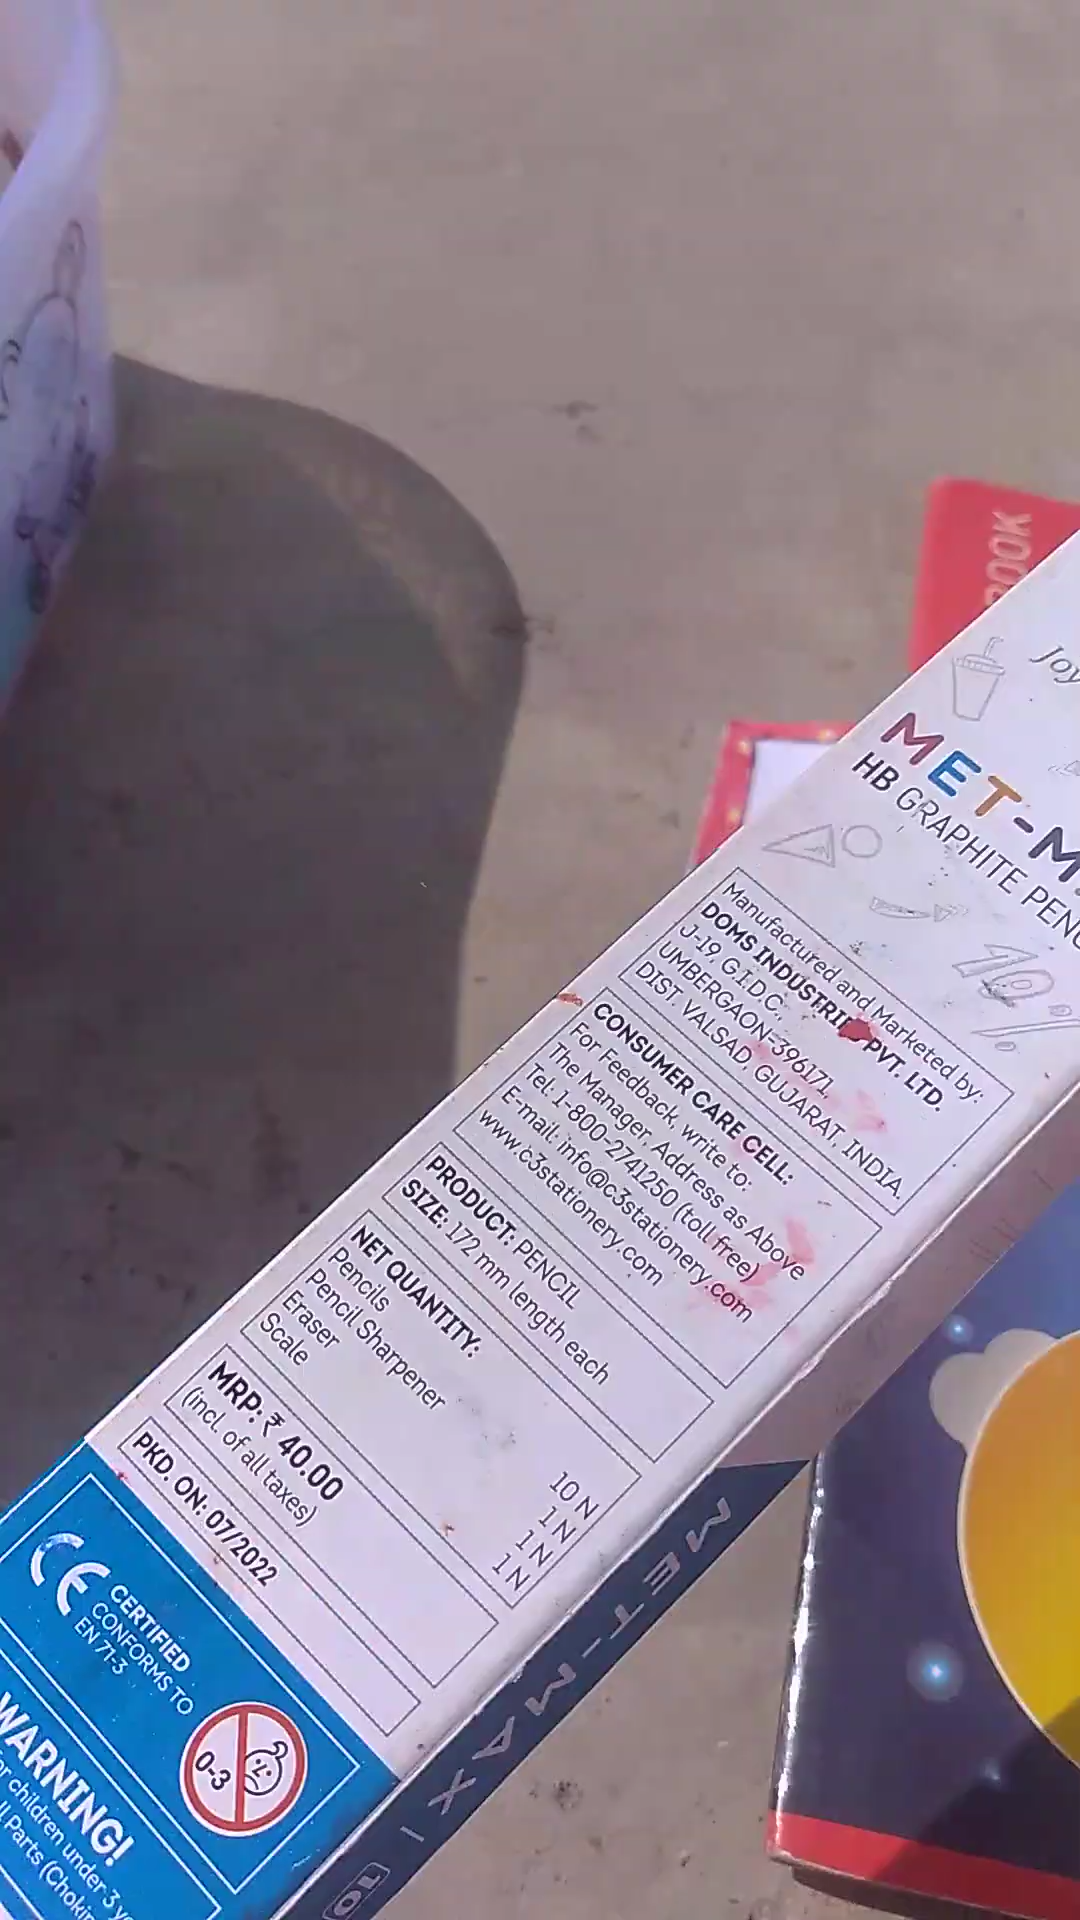 Joy
MET-M
HB GRAPHITE PENC
10%
Manufactured and Marketed by:
DOMS INDUSTRIES PVT. LTD.
J-19, G.I.D.C.,
UMBERGAON-396171,
DIST. VALSAD, GUJARAT, INDIA.
CONSUMER CARE CELL:
For Feedback, write to:
The Manager, Address as Above
Tel: 1-800-2741250 (toll free)
E-mail: info@c3stationery.com
www.c3stationery.com
PRODUCT: PENCIL
SIZE: 172 mm length each
NET QUANTITY:
Pencils 10 N
Pencil Sharpener 1 N
Eraser 1 N
Scale 1 N
MRP: ₹ 40.00
(incl. of all taxes)
PKD. ON: 07/2022
CE CERTIFIED
CONFORMS TO
EN 71-3
0-3
WARNING!
for children under 3
Parts
MET-MAX
10